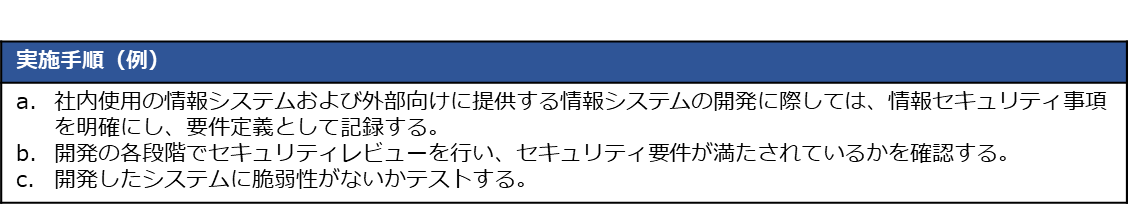 実施手順（例）
a. 社内使用の情報システムおよび外部向けに提供する情報システムの開発に際しては、情報セキュリティ事項
を明確にし、要件定義として記録する。
b. 開発の各段階でセキュリティレビューを行い、セキュリティ要件が満たされているかを確認する。
c. 開発したシステムに脆弱性がないかテストする。